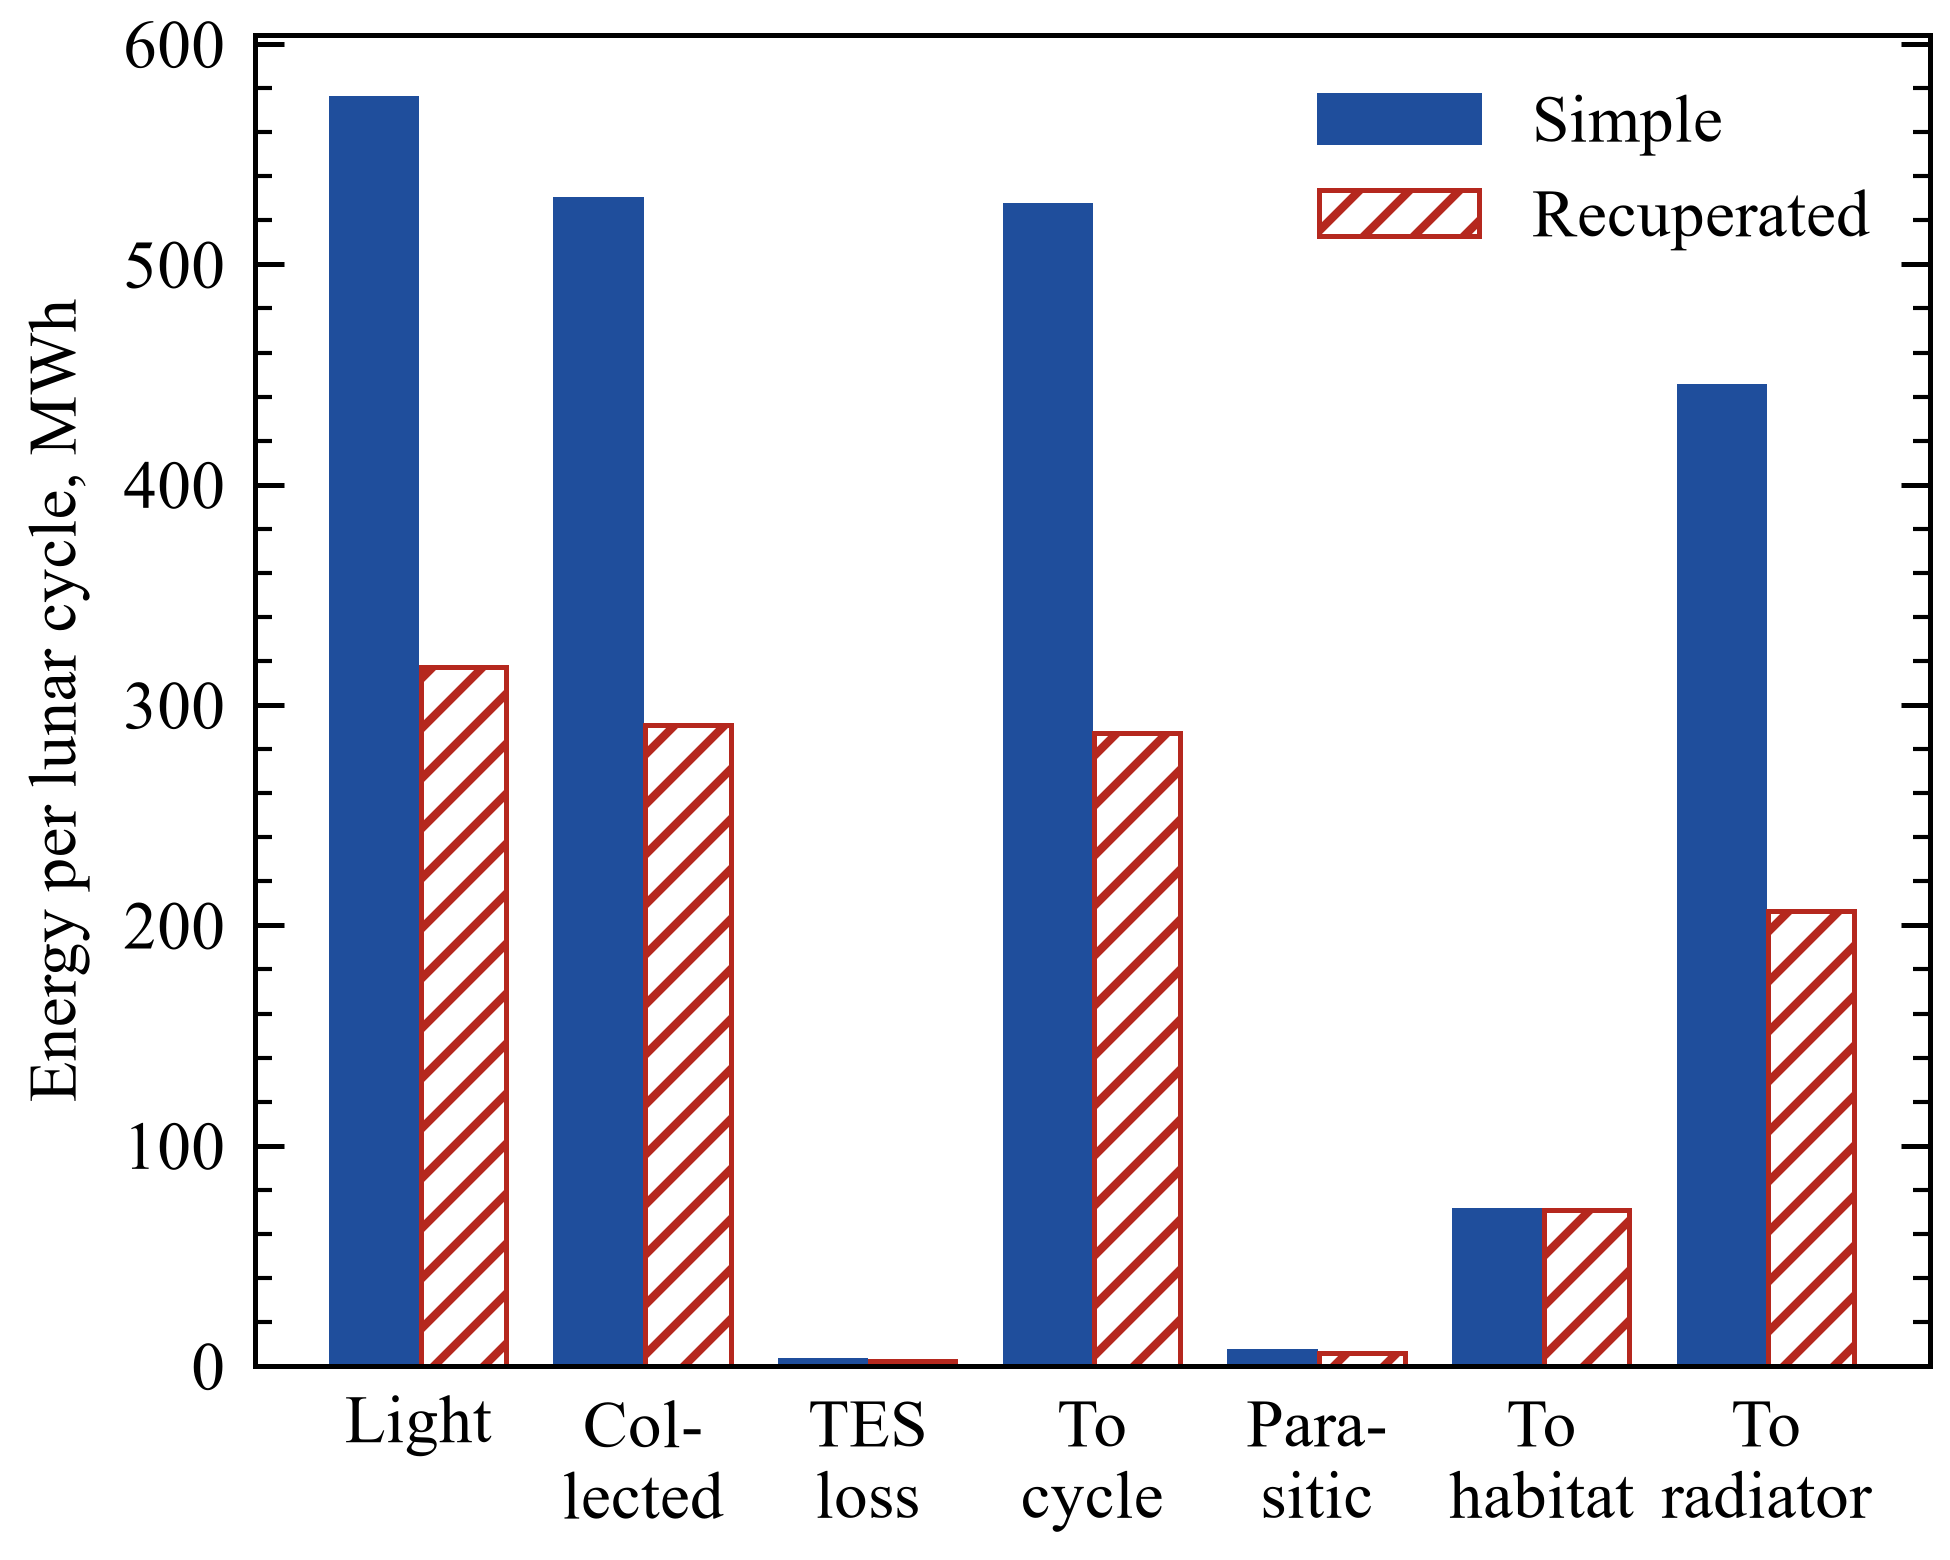 Energy per lunar cycle, MWh
600
500
400
300
200
100
0
Simple
Recuperated
Light
Col-
lected
TES
loss
To
cycle
Para-
sitic
To
habitat
To
radiator